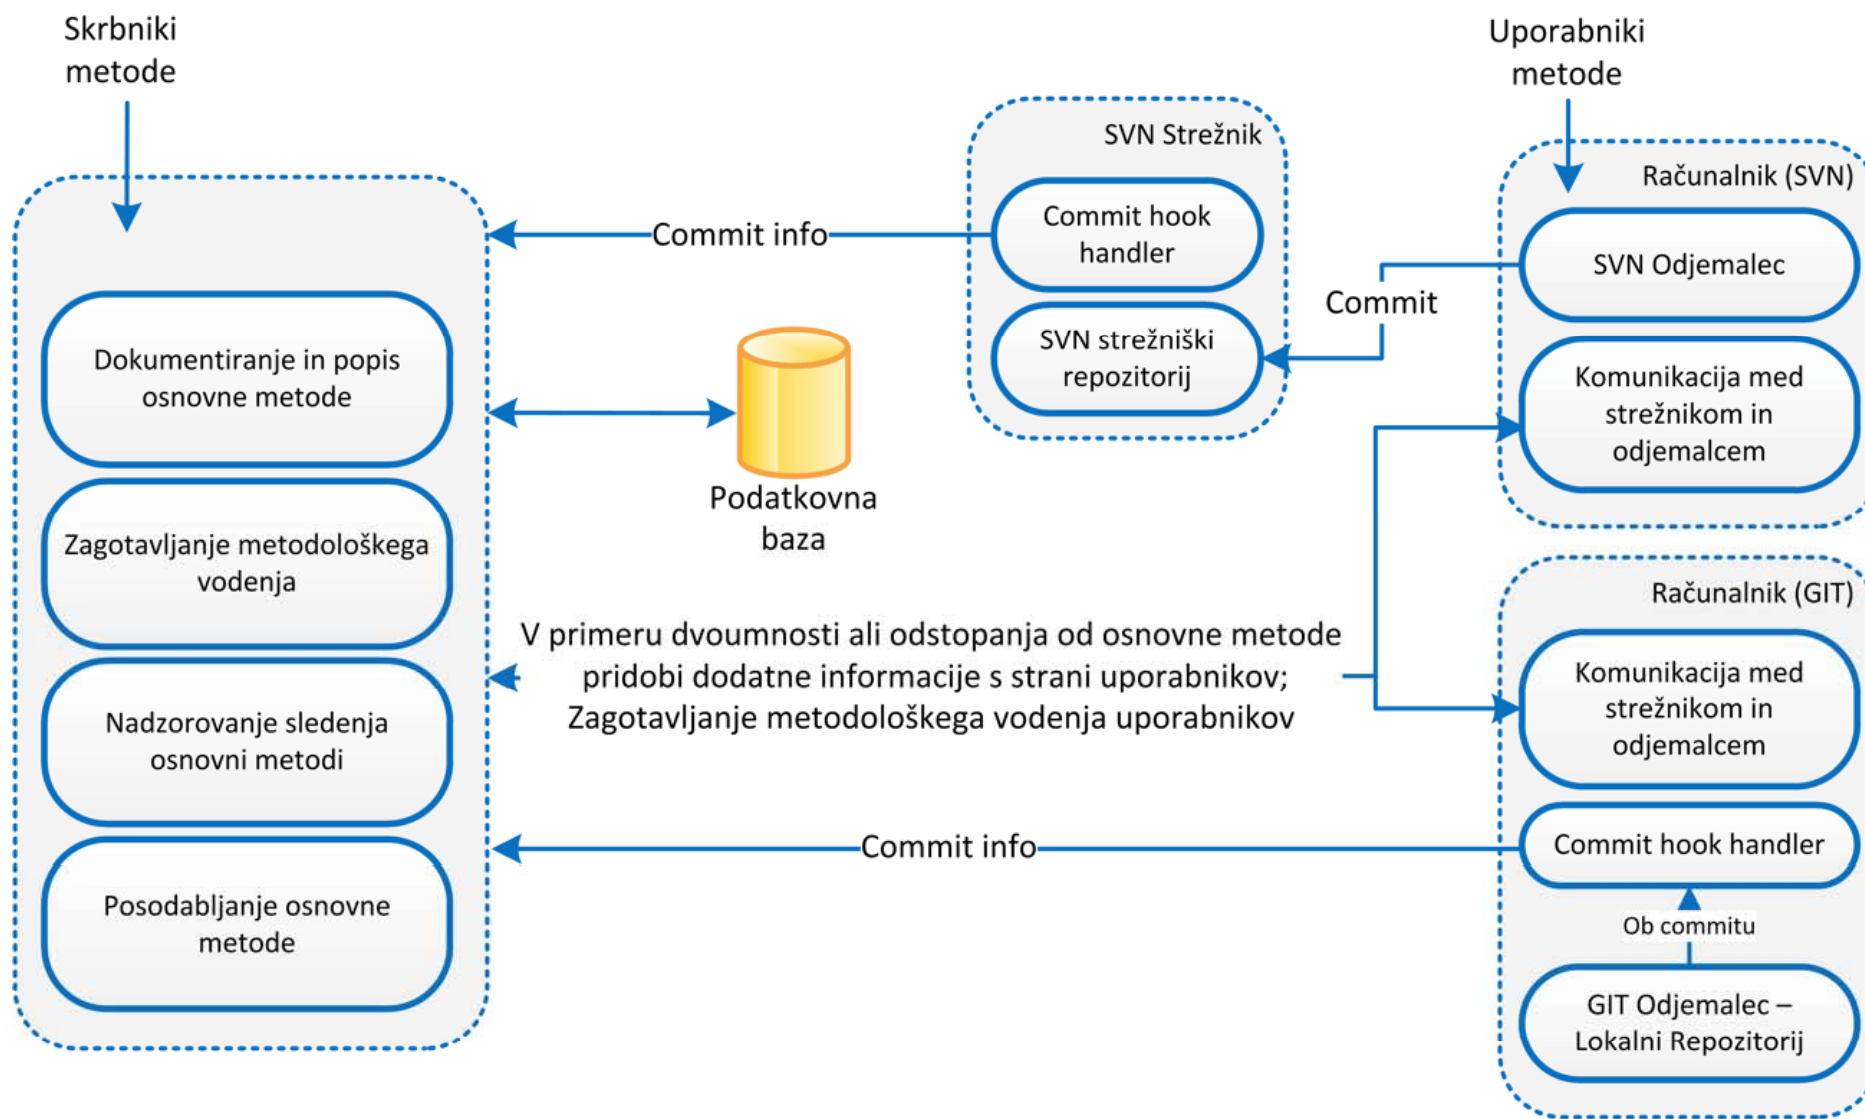 Skrbniki
metode
Dokumentiranje in popis
osnovne metode
Zagotavljanje metodološkega
vodenja
Nadzorovanje sledenja
osnovni metodi
Posodabljanje osnovne
metode
Commit info
Podatkovna
baza
V primeru dvoumnosti ali odstopanja od osnovne metode
pridobi dodatne informacije s strani uporabnikov;
Zagotavljanje metodološkega vodenja uporabnikov
Commit info
SVN Strežnik
Commit hook
handler
SVN strežniški
repozitorij
Commit
Uporabniki
metode
Računalnik (SVN)
SVN Odjemalec
Komunikacija med
strežnikom in
odjemalcem
Računalnik (GIT)
Komunikacija med
strežnikom in
odjemalcem
Commit hook handler
Ob commitu
GIT Odjemalec –
Lokalni Repozitorij